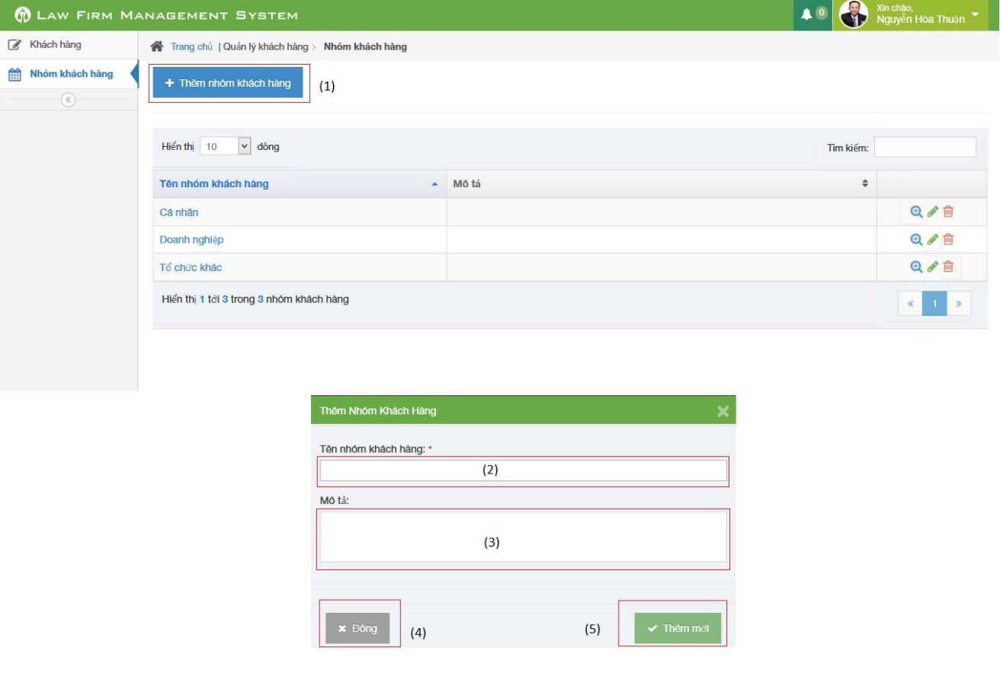 LAW FIRM MANAGEMENT SYSTEM
0
Xin chào,
Nguyễn Hòa Thuận
Khách hàng
Trang chủ | Quản lý khách hàng > Nhóm khách hàng
Nhóm khách hàng
+ Thêm nhóm khách hàng
(1)
Hiển thị 10 dòng
Tìm kiếm:
Tên nhóm khách hàng
Mô tả
Cá nhân
Doanh nghiệp
Tổ chức khác
Hiển thị 1 tới 3 trong 3 nhóm khách hàng
« 1 »
Thêm Nhóm Khách Hàng
Tên nhóm khách hàng: *
(2)
Mô tả:
(3)
Đóng
(4)
(5)
Thêm mới